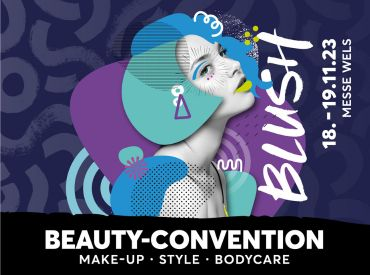 BLUSH
18. – 19.11.23
MESSE WELS
BEAUTY-CONVENTION
MAKE-UP · STYLE · BODYCARE